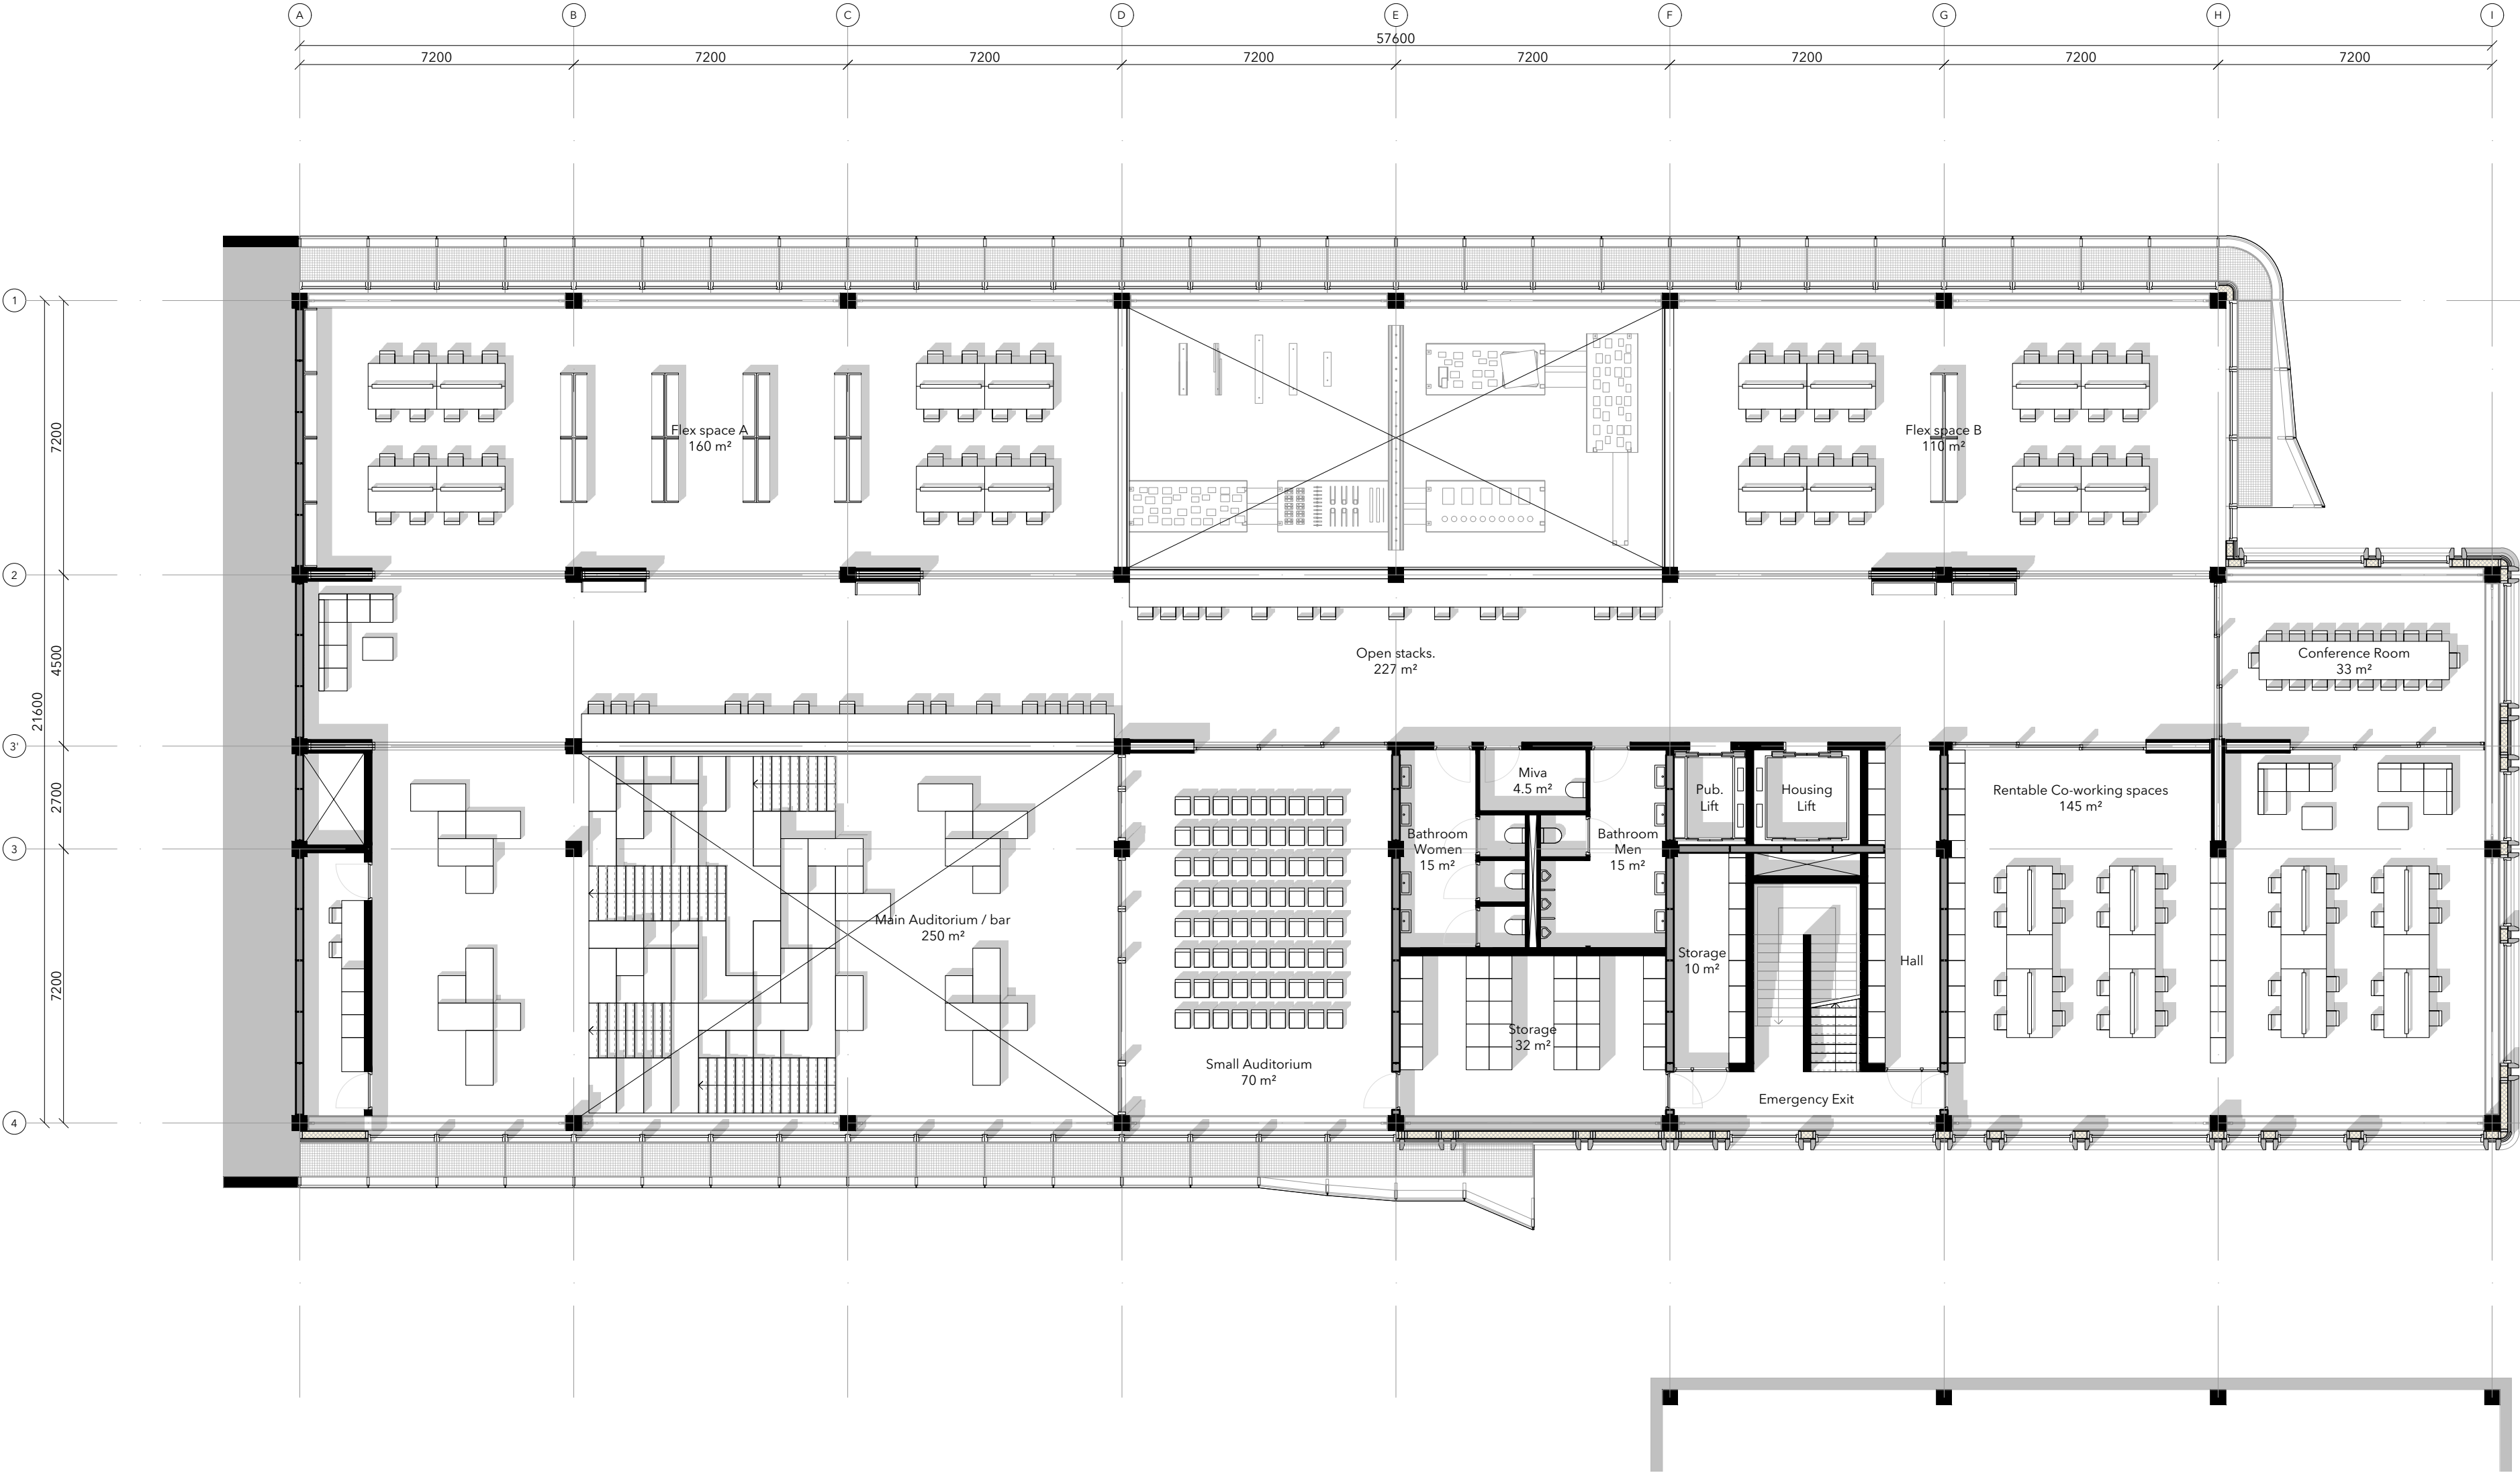 A B C D E F G H I
57600
7200 7200 7200 7200 7200 7200 7200 7200
1
7200
Flex space A
160 m²
Flex space B
110 m²
2
4500
21600
Open stacks.
227 m²
Conference Room
33 m²
3'
2700
Miva
4.5 m²
Pub.
Lift
Housing
Lift
Rentable Co-working spaces
145 m²
3
Bathroom
Women
15 m²
Bathroom
Men
15 m²
Main Auditorium / bar
250 m²
7200
Storage
10 m²
Hall
Storage
32 m²
Small Auditorium
70 m²
Emergency Exit
4